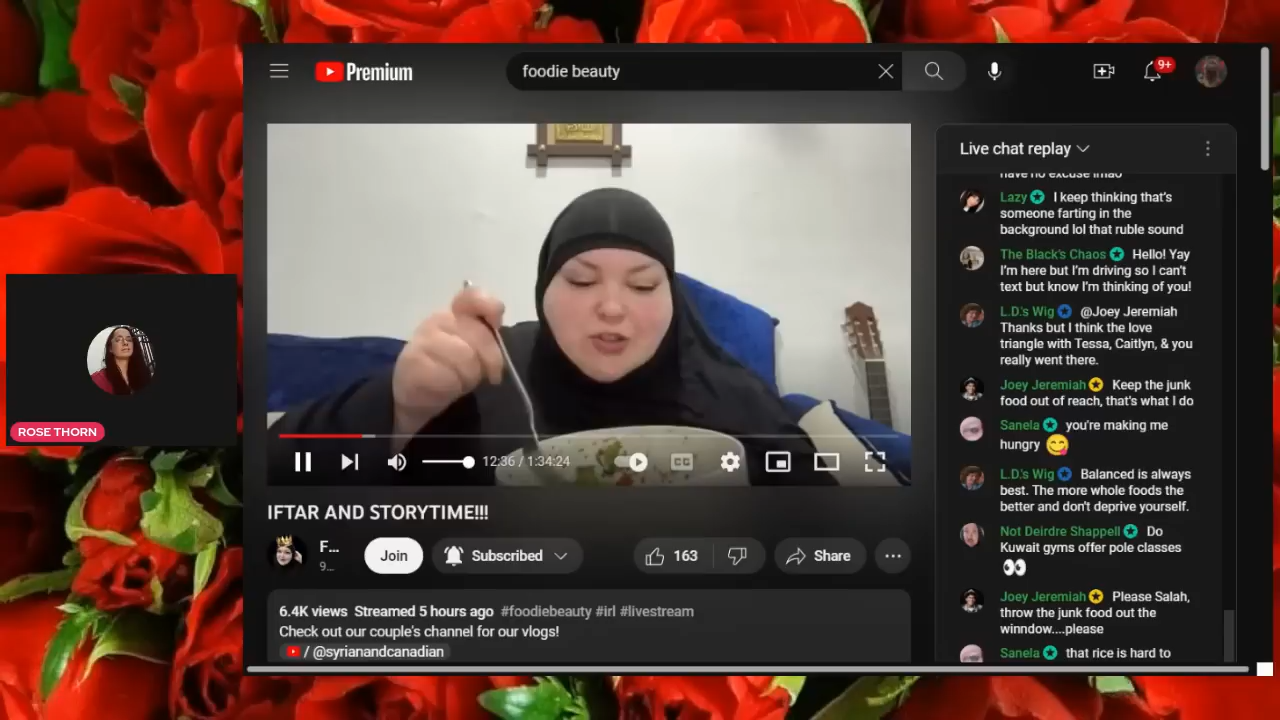 Premium
foodie beauty
9+
Live chat replay
have no excuse lmao
Lazy I keep thinking that's
someone farting in the
background lol that ruble sound
The Black's Chaos Hello! Yay
I'm here but I'm driving so I can't
text but know I'm thinking of you!
L.D.'s Wig @Joey Jeremiah
Thanks but I think the love
triangle with Tessa, Caitlyn, & you
really went there.
Joey Jeremiah Keep the junk
food out of reach, that's what I do
Sanela you're making me
hungry
L.D.'s Wig Balanced is always
best. The more whole foods the
better and don't deprive yourself.
Not Deirdre Shappell Do
Kuwait gyms offer pole classes
Joey Jeremiah Please Salah,
throw the junk food out the
winndow....please
Sanela that rice is hard to
ROSE THORN
12:36 / 1:34:24
CC
IFTAR AND STORYTIME!!!
F...
9...
Join
Subscribed
163
Share
6.4K views Streamed 5 hours ago #foodiebeauty #irl #livestream
Check out our couple's channel for our vlogs!
/ @syrianandcanadian